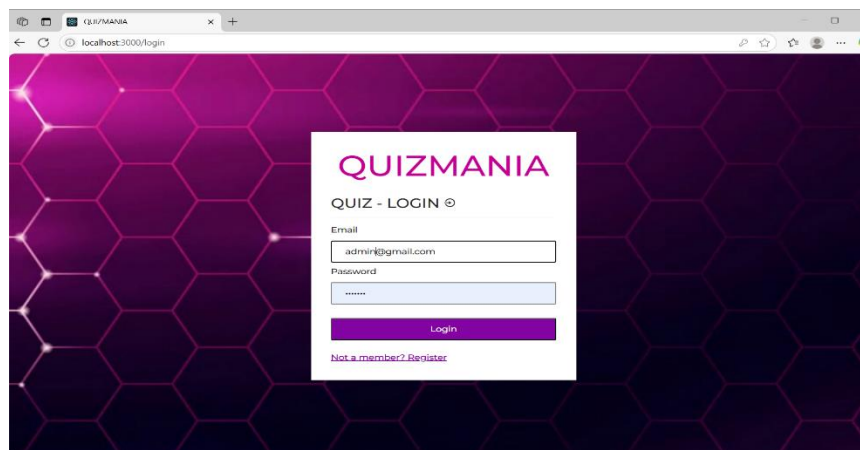 QUIZMANIA
localhost:3000/login
QUIZMANIA
QUIZ - LOGIN
Email
admin@gmail.com
Password
Login
Not a member? Register